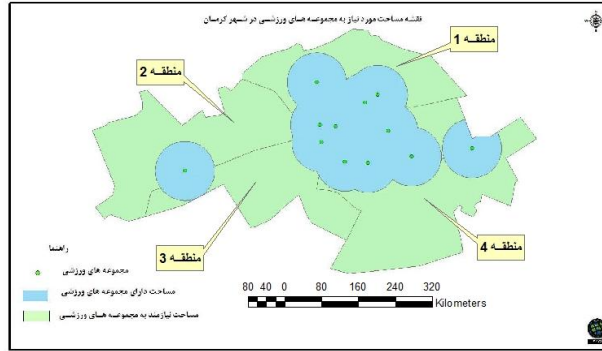 نقشه مساحت مورد نیاز به مجموعه های ورزشی در شهر کرمان
منطقه 1
منطقه 2
منطقه 3
منطقه 4
راهنما
مجموعه های ورزشی
مساحت دارای مجموعه های ورزشی
مساحت نیازمند به مجموعه های ورزشی
80 40 0 80 160 240 320
Kilometers